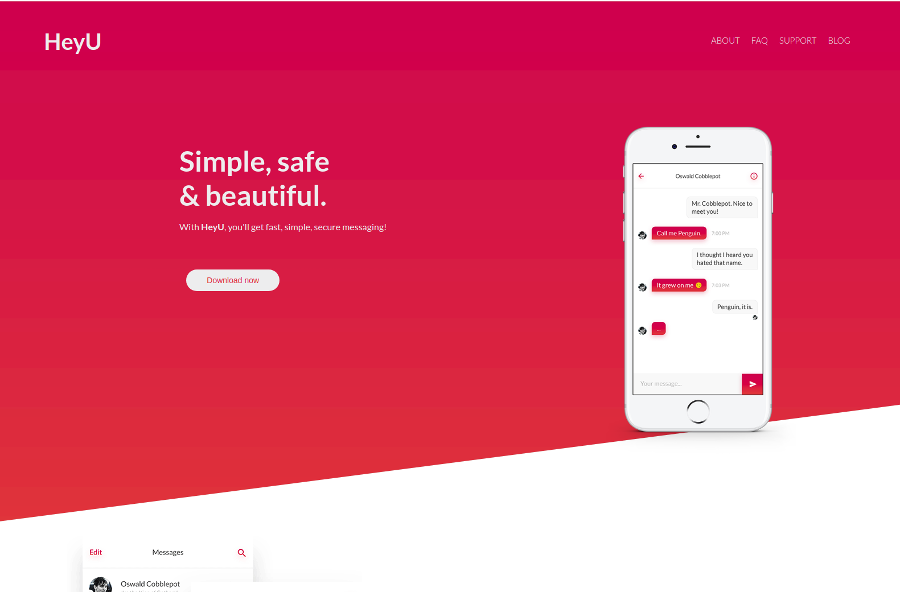 HeyU
ABOUT FAQ SUPPORT BLOG
Simple, safe
& beautiful.
With HeyU, you'll get fast, simple, secure messaging!
Download now
Oswald Cobblepot
Mr. Cobblepot. Nice to
meet you!
Call me Penguin.
7:00 PM
I thought I heard you
hated that name.
It grew on me
7:03 PM
Penguin, it is.
...
Your message...
Edit Messages
Oswald Cobblepot